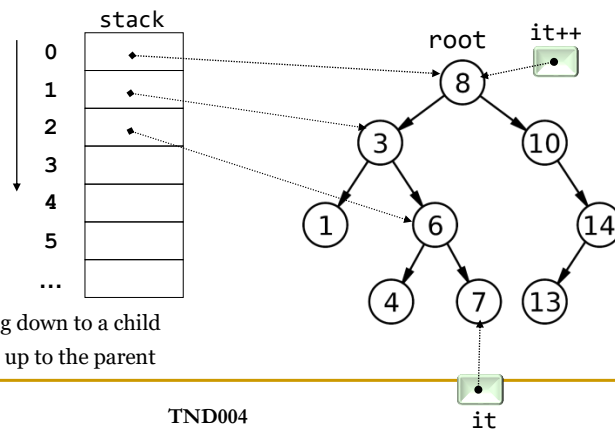 stack
0
1
2
3
4
5
...
root
it++
8
3
10
1
6
14
4
7
13
g down to a child
up to the parent
it
TND004